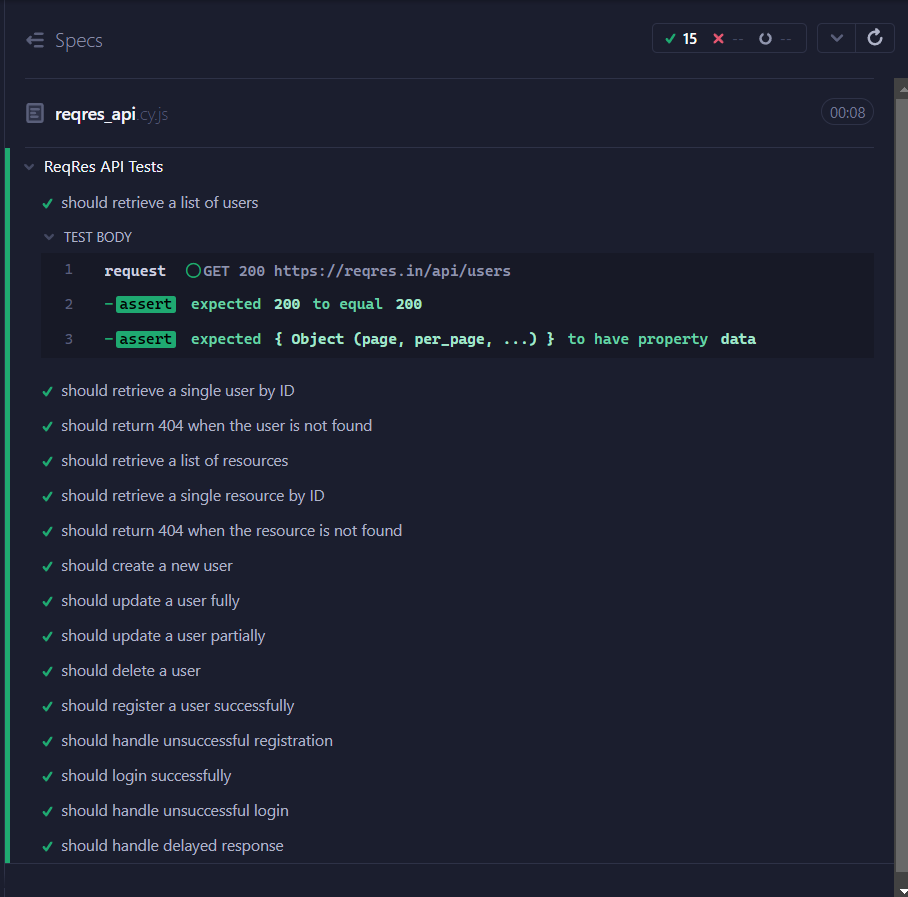 Specs
15 -- --
reqres_api cy.js
00:08
ReqRes API Tests
should retrieve a list of users
TEST BODY
1 request GET 200 https://reqres.in/api/users
2 -assert expected 200 to equal 200
3 -assert expected { Object (page, per_page, ...) } to have property data
should retrieve a single user by ID
should return 404 when the user is not found
should retrieve a list of resources
should retrieve a single resource by ID
should return 404 when the resource is not found
should create a new user
should update a user fully
should update a user partially
should delete a user
should register a user successfully
should handle unsuccessful registration
should login successfully
should handle unsuccessful login
should handle delayed response